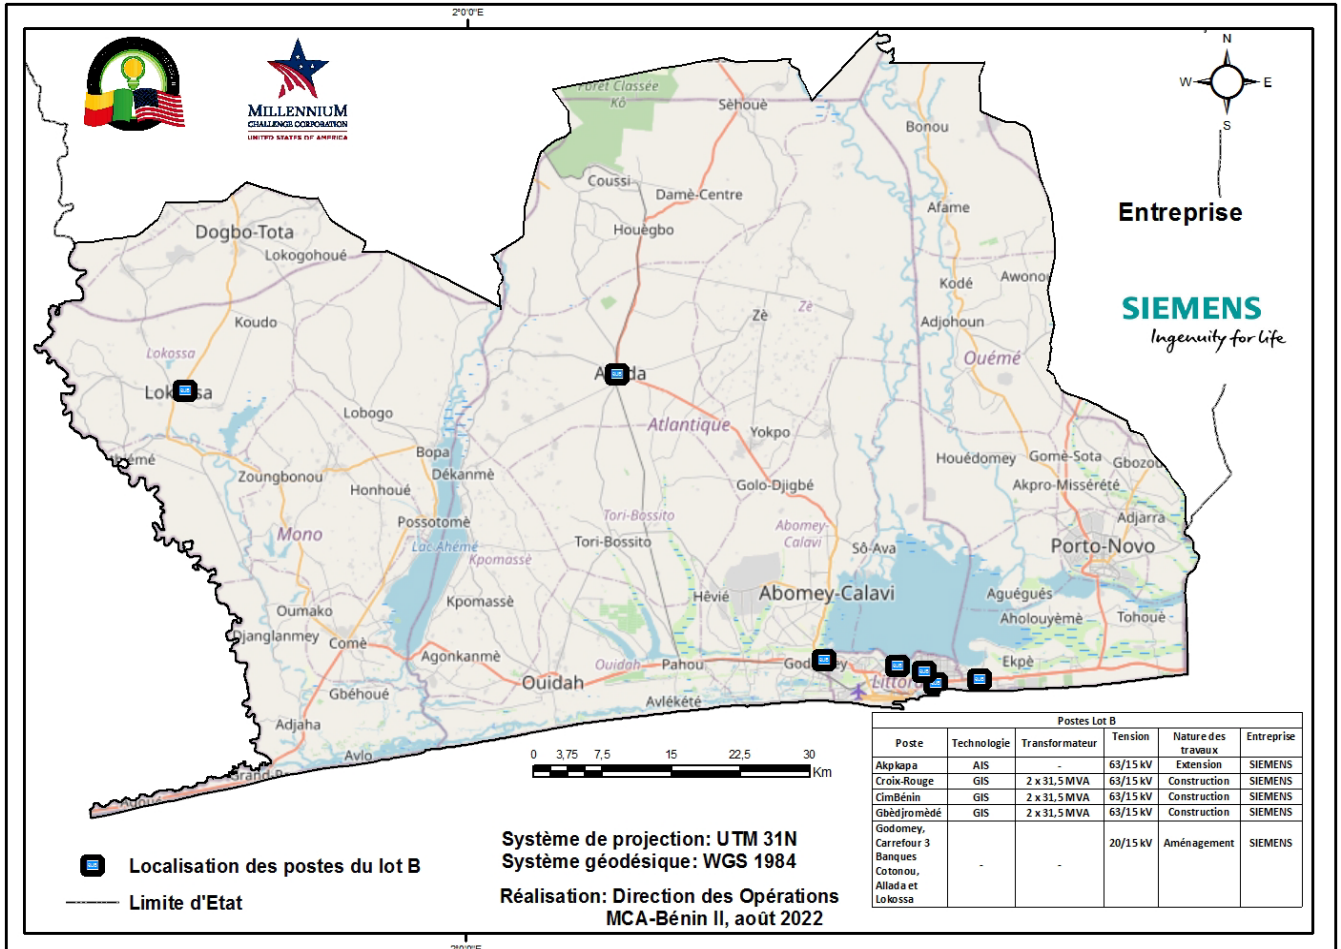 2°0'0"E
N
W
E
S
MILLENNIUM
CHALLENGE CORPORATION
UNITED STATES OF AMERICA
Forêt Classée
Kò
Sèhouè
Bonou
Coussi
Damè-Centre
Afame
Entreprise
Houègbo
Dogbo-Tota
Lokogohoué
Kodé
Zè
Zè
SIEMENS
Ingenuity for life
Koudo
Adjohoun
Lokossa
Ouémé
Lobogo
Atlantique
Yokpo
Bopa
Houédomey
Gomè-Sota
Zoungbonou
Dékanmè
Golo-Djigbé
Akpro-Missérété
Honhoué
Possotomè
Tori-Bossito
Abomey-
Calavi
Adjarra
Mono
Lac Ahémé
Tori-Bossito
Sô-Ava
Porto-Novo
Kpomassè
Hêvié
Abomey-Calavi
Aguégués
Kpomassè
Oumako
Aholouyèmè
Tohouè
Djanglanmey
Comè
Agonkanmè
Ouidah
Pahou
Ekpè
Ouidah
Gbéhoué
Avlékété
Adjaha
Avlo
0 3,75 7,5 15 22,5 30
Km
Postes Lot B
Poste Technologie Transformateur Tension Nature des travaux Entreprise
Akpkapa AIS - 63/15 kV Extension SIEMENS
Croix-Rouge GIS 2 x 31,5 MVA 63/15 kV Construction SIEMENS
CimBénin GIS 2 x 31,5 MVA 63/15 kV Construction SIEMENS
Gbèdjromèdé GIS 2 x 31,5 MVA 63/15 kV Construction SIEMENS
Godomey,
Carrefour 3
Banques
Cotonou,
Allada et
Lokossa
- - 20/15 kV Aménagement SIEMENS
Localisation des postes du lot B
Limite d'Etat
Système de projection: UTM 31N
Système géodésique: WGS 1984
Réalisation: Direction des Opérations
MCA-Bénin II, août 2022
2°0'0"E